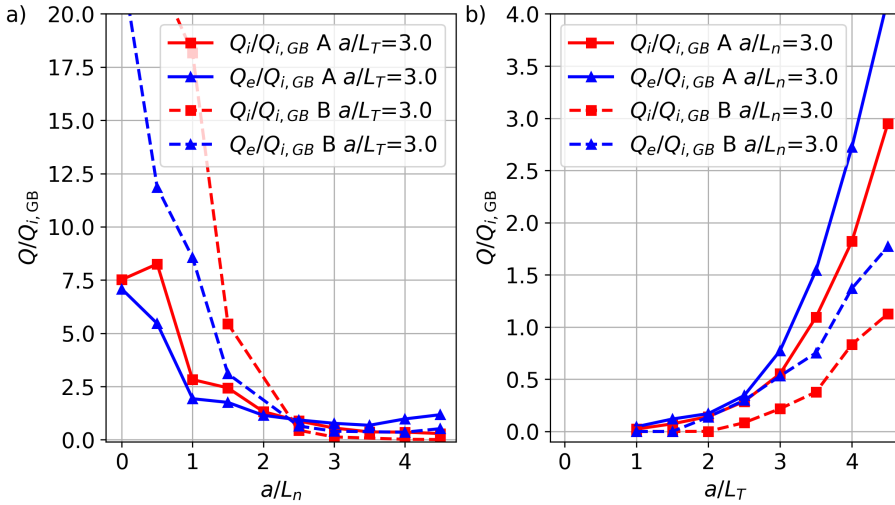 a)
Q_i/Q_{i,GB} A a/L_T=3.0
Q_e/Q_{i,GB} A a/L_T=3.0
Q_i/Q_{i,GB} B a/L_T=3.0
Q_e/Q_{i,GB} B a/L_T=3.0
20.0
17.5
15.0
12.5
10.0
7.5
5.0
2.5
0.0
Q/Q_{i,GB}
0 1 2 3 4
a/L_n
b)
Q_i/Q_{i,GB} A a/L_n=3.0
Q_e/Q_{i,GB} A a/L_n=3.0
Q_i/Q_{i,GB} B a/L_n=3.0
Q_e/Q_{i,GB} B a/L_n=3.0
4.0
3.5
3.0
2.5
2.0
1.5
1.0
0.5
0.0
Q/Q_{i,GB}
0 1 2 3 4
a/L_T